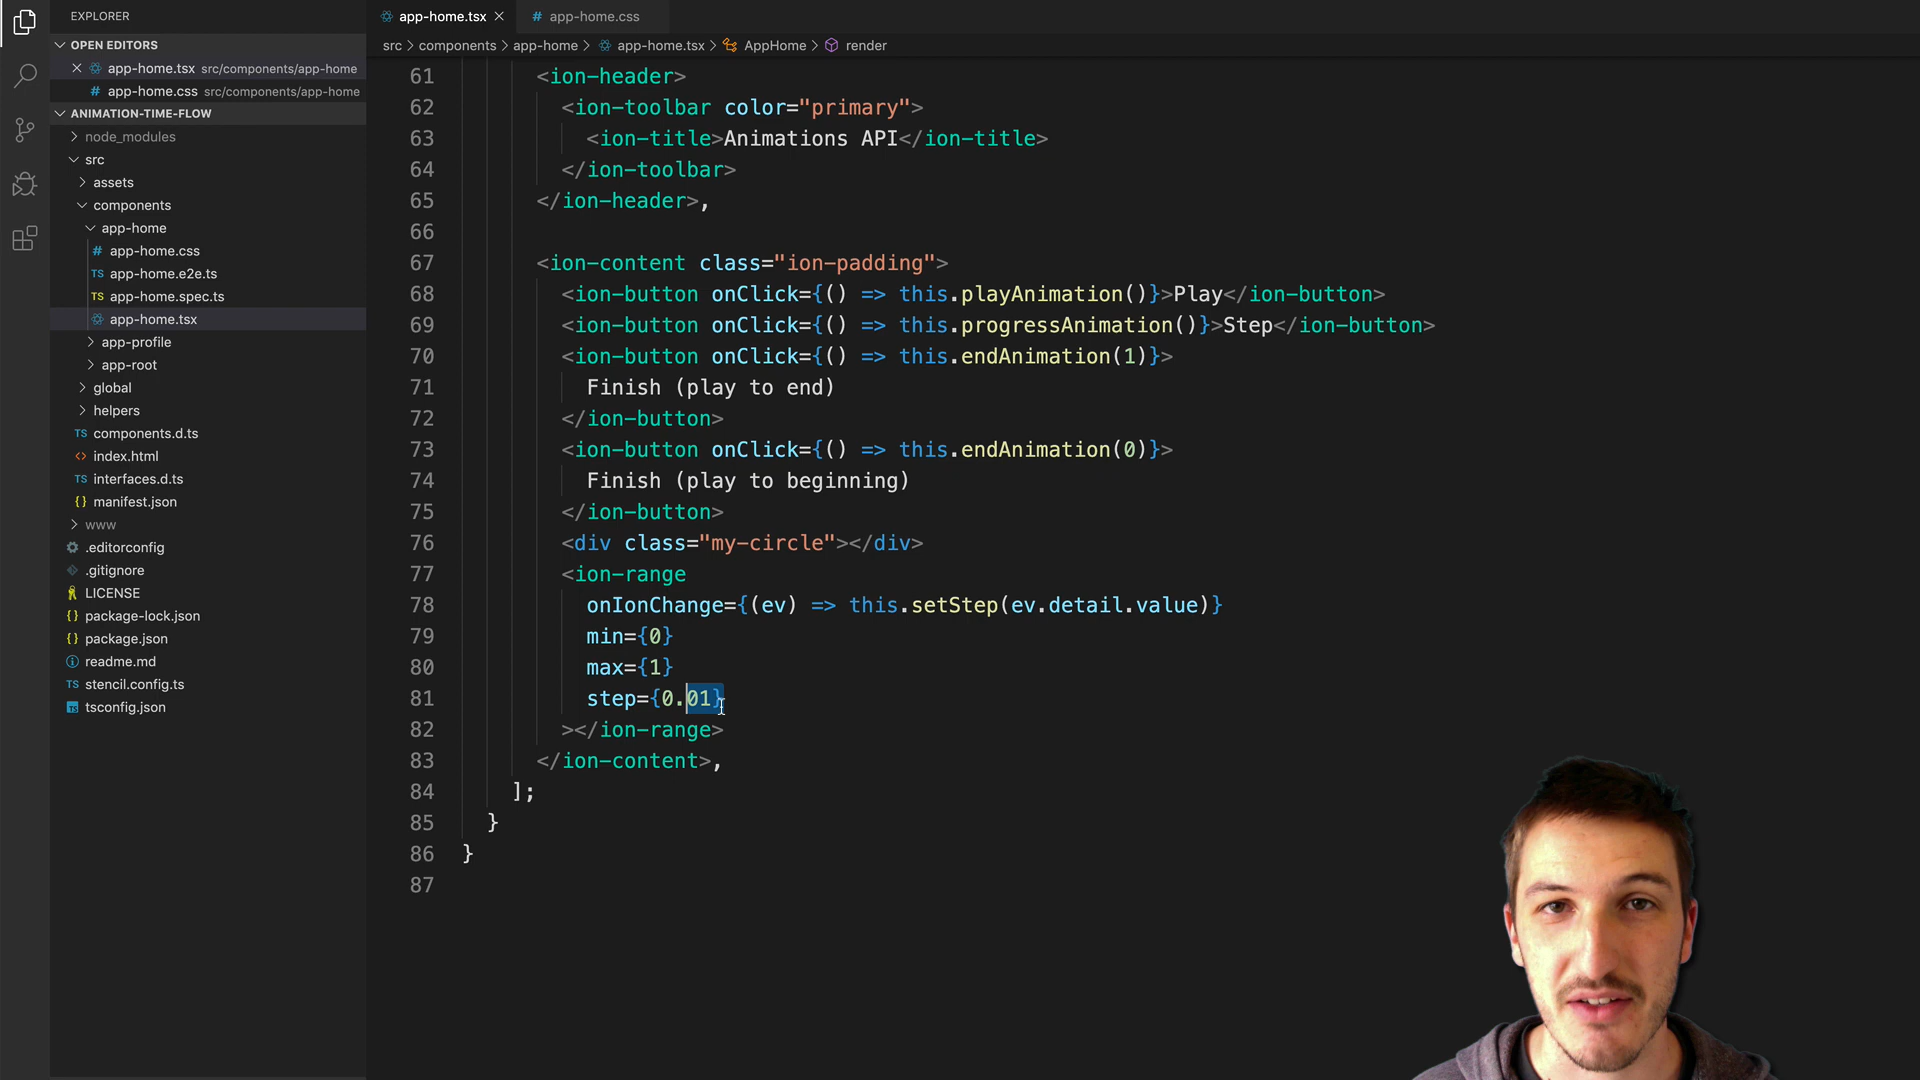 EXPLORER
OPEN EDITORS
app-home.tsx src/components/app-home
# app-home.css src/components/app-home
ANIMATION-TIME-FLOW
node_modules
src
assets
components
app-home
# app-home.css
TS app-home.e2e.ts
TS app-home.spec.ts
app-home.tsx
app-profile
app-root
global
helpers
TS components.d.ts
<> index.html
TS interfaces.d.ts
{} manifest.json
www
.editorconfig
.gitignore
LICENSE
{} package-lock.json
{} package.json
readme.md
TS stencil.config.ts
tsconfig.json
app-home.tsx
# app-home.css
src > components > app-home > app-home.tsx > AppHome > render
61 <ion-header>
62 <ion-toolbar color="primary">
63 <ion-title>Animations API</ion-title>
64 </ion-toolbar>
65 </ion-header>,
66
67 <ion-content class="ion-padding">
68 <ion-button onClick={() => this.playAnimation()}>Play</ion-button>
69 <ion-button onClick={() => this.progressAnimation()}>Step</ion-button>
70 <ion-button onClick={() => this.endAnimation(1)}>
71 Finish (play to end)
72 </ion-button>
73 <ion-button onClick={() => this.endAnimation(0)}>
74 Finish (play to beginning)
75 </ion-button>
76 <div class="my-circle"></div>
77 <ion-range
78 onIonChange={(ev) => this.setStep(ev.detail.value)}
79 min={0}
80 max={1}
81 step={0.01}
82 ></ion-range>
83 </ion-content>,
84 ];
85 }
86 }
87